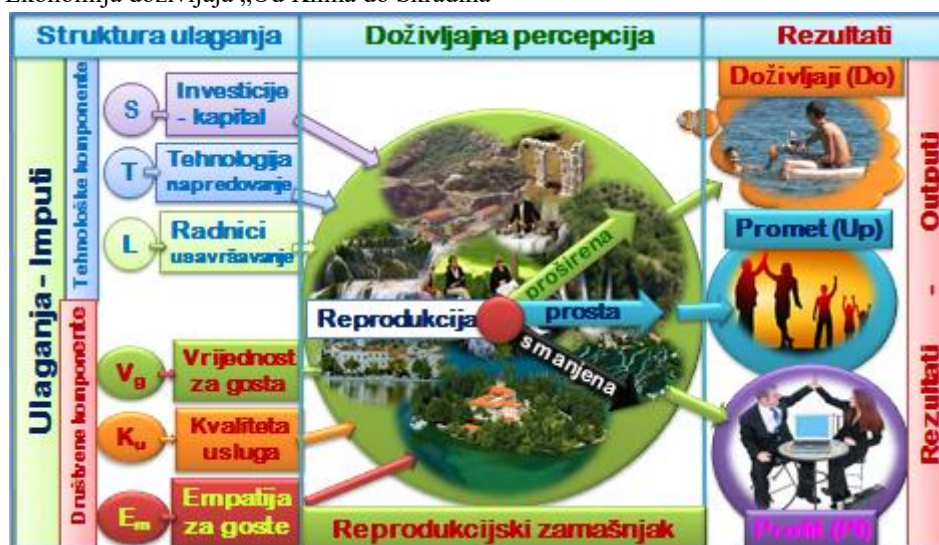 Ekonomija doživljaja „Od Knina do Skradina“
Struktura ulaganja
Doživljajna percepcija
Rezultati
Ulaganja - Imputi
Tehnološke komponente
Društvene komponente
S
Investicije
- kapital
T
Tehnologija
napredovanje
L
Radnici
usavršavanje
Vg
Vrijednost
za gosta
Ku
Kvaliteta
usluga
Em
Empatija
za goste
Reprodukcija
proširena
prosta
smanjena
Reprodukcijski zamašnjak
Doživljaji (Do)
Promet (Up)
Profit
Rezultati - Outputi